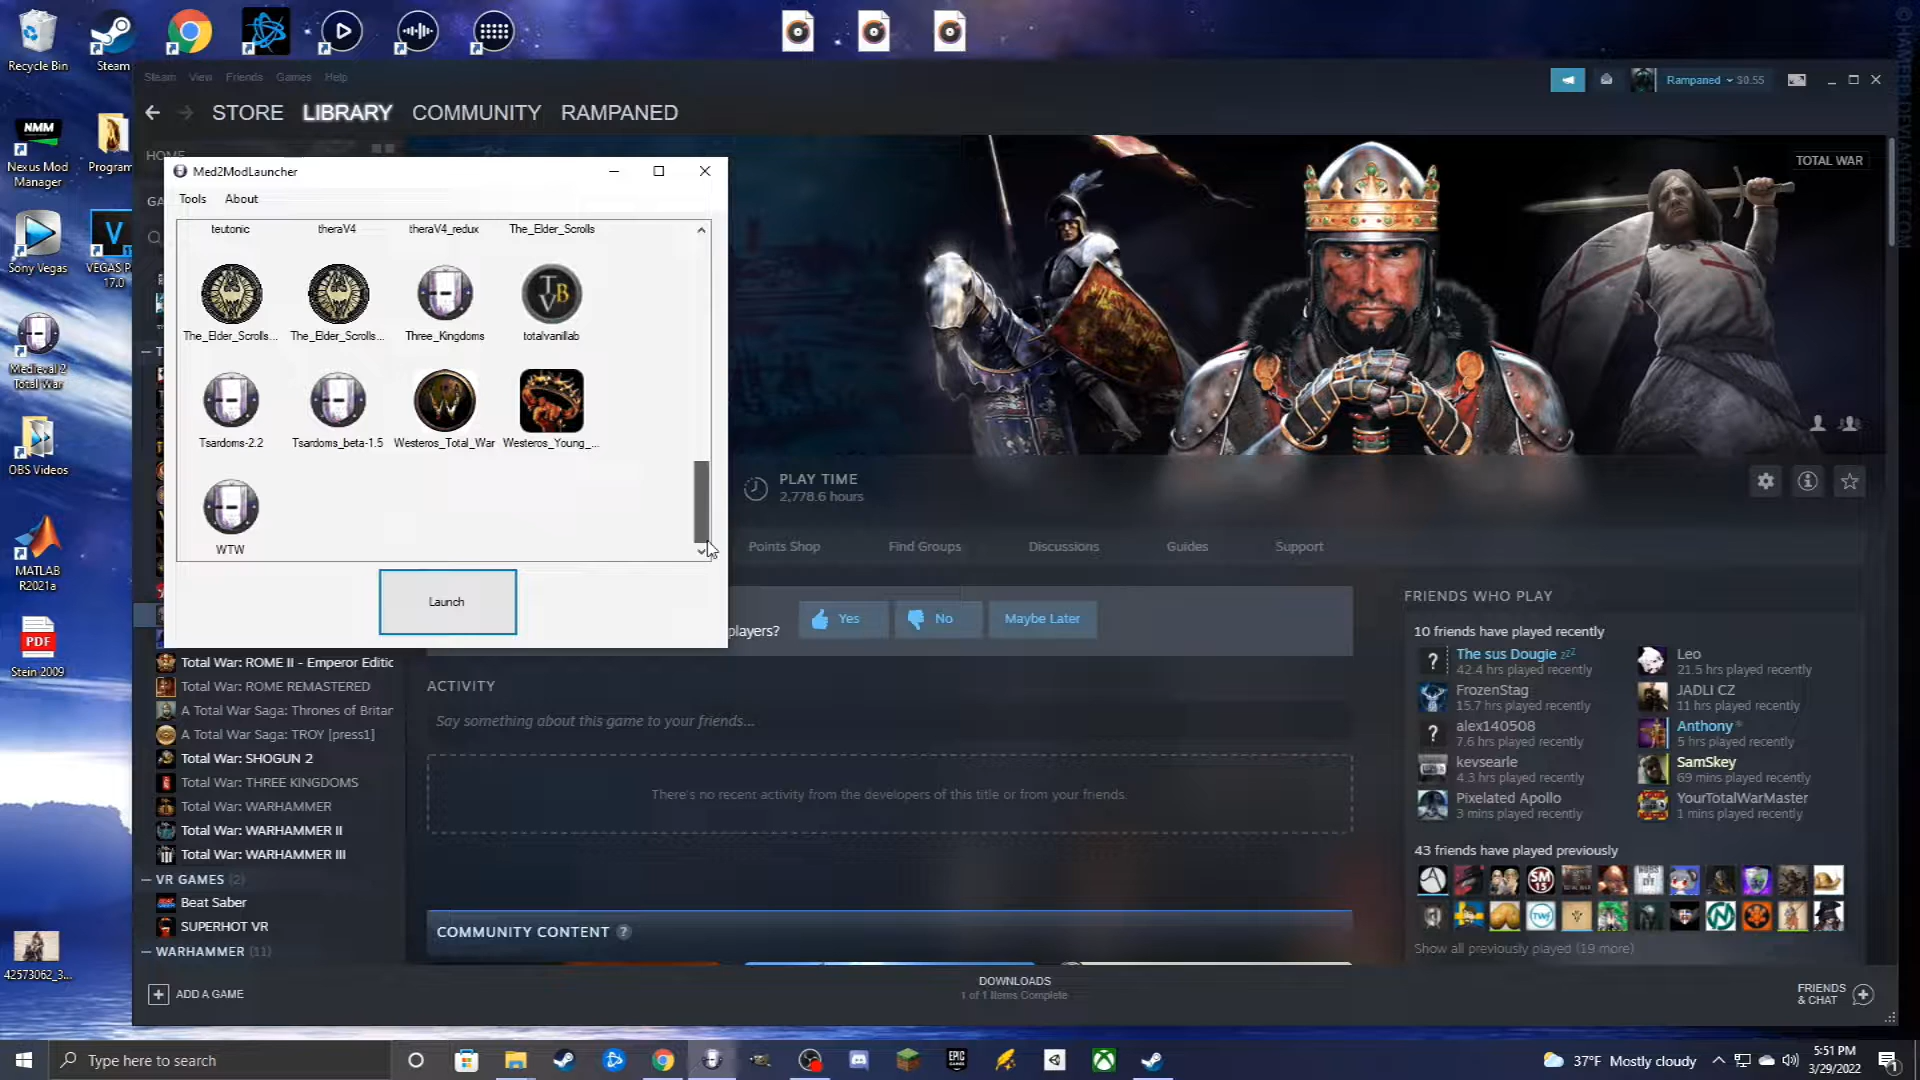 Recycle Bin
Steam
Nexus Mod
Manager
Program
Sony Vegas
VEGAS P
17.0
Medieval 2
Total War
OBS Videos
MATLAB
R2021a
PDF
Stein 2009
42573062_3...
Steam View Friends Games Help
Rampaned $0.55
STORE LIBRARY COMMUNITY RAMPANED
TOTAL WAR
Med2ModLauncher
Tools About
teutonic theraV4 theraV4_redux The_Elder_Scrolls
The_Elder_Scrolls... The_Elder_Scrolls... Three_Kingdoms totalvanillab
Tsardoms-2.2 Tsardoms_beta-1.5 Westeros_Total_War Westeros_Young_...
WTW
Launch
PLAY TIME
2,778.6 hours
Points Shop Find Groups Discussions Guides Support
players?
Yes No Maybe Later
ACTIVITY
Say something about this game to your friends...
There's no recent activity from the developers of this title or from your friends.
COMMUNITY CONTENT ?
Total War: ROME II - Emperor Editic
Total War: ROME REMASTERED
A Total War Saga: Thrones of Britar
A Total War Saga: TROY [press1]
Total War: SHOGUN 2
Total War: THREE KINGDOMS
Total War: WARHAMMER
Total War: WARHAMMER II
Total War: WARHAMMER III
VR GAMES (2)
Beat Saber
SUPERHOT VR
WARHAMMER (11)
FRIENDS WHO PLAY
10 friends have played recently
The sus Dougie zZZ
42.4 hrs played recently
Leo
21.5 hrs played recently
FrozenStag
15.7 hrs played recently
JADLI CZ
11 hrs played recently
alex140508
7.6 hrs played recently
Anthony *
5 hrs played recently
kevsearle
4.3 hrs played recently
SamSkey
69 mins played recently
Pixelated Apollo
3 mins played recently
YourTotalWarMaster
1 mins played recently
43 friends have played previously
Show all previously played (19 more)
ADD A GAME
DOWNLOADS
1 of 1 Items Complete
FRIENDS
& CHAT
Type here to search
37°F Mostly cloudy
5:51 PM
3/29/2022